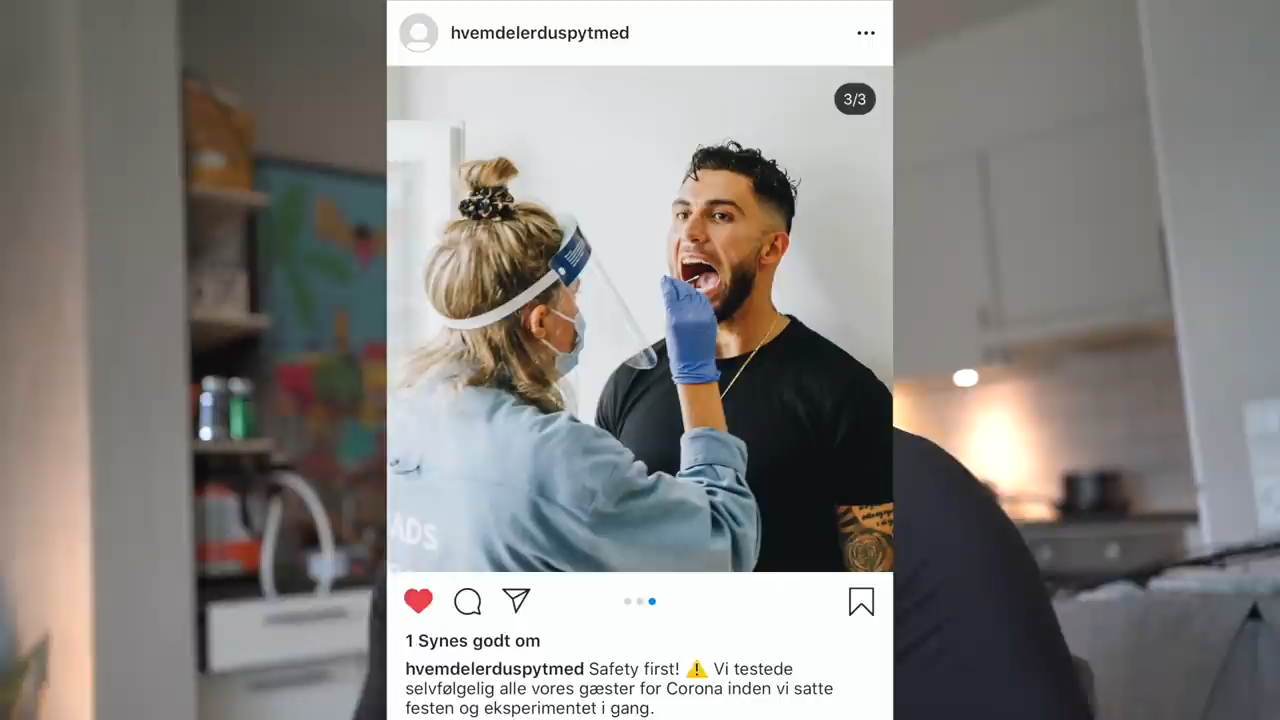 hvemdelerduspytmed
3/3
ADS
1 Synes godt om
hvemdelerduspytmed Safety first! ⚠️ Vi testede
selvfølgelig alle vores gæster for Corona inden vi satte
festen og eksperimentet i gang.